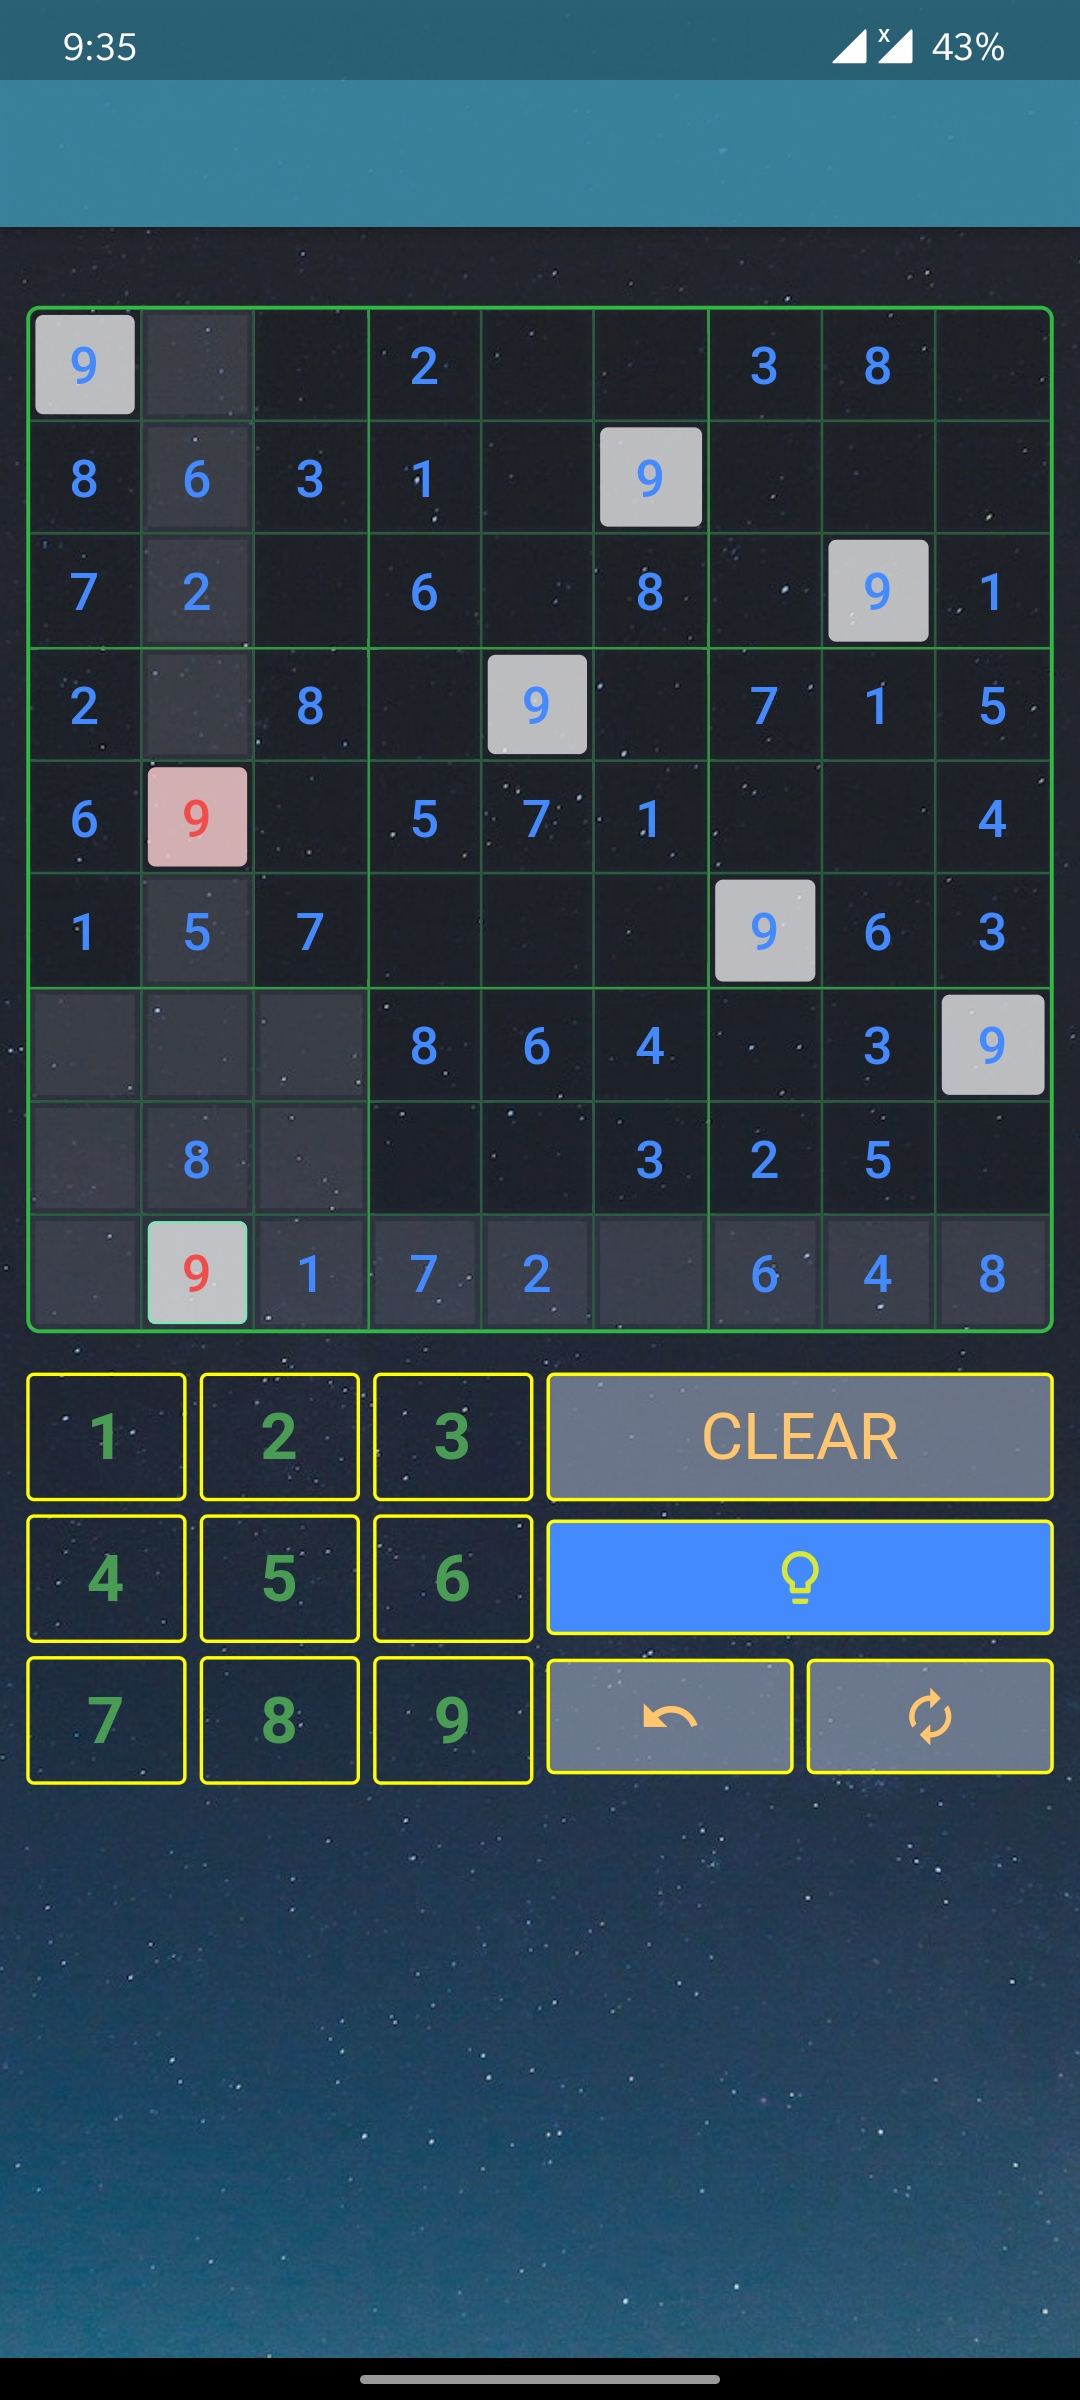 9:35 x 43%
9 2 3 8
8 6 3 1 9
7 2 6 8 9 1
2 8 9 7 1 5
6 9 5 7 1 4
1 5 7 9 6 3
8 6 4 3 9
8 3 2 5
9 1 7 2 6 4 8
1 2 3 CLEAR
4 5 6
7 8 9